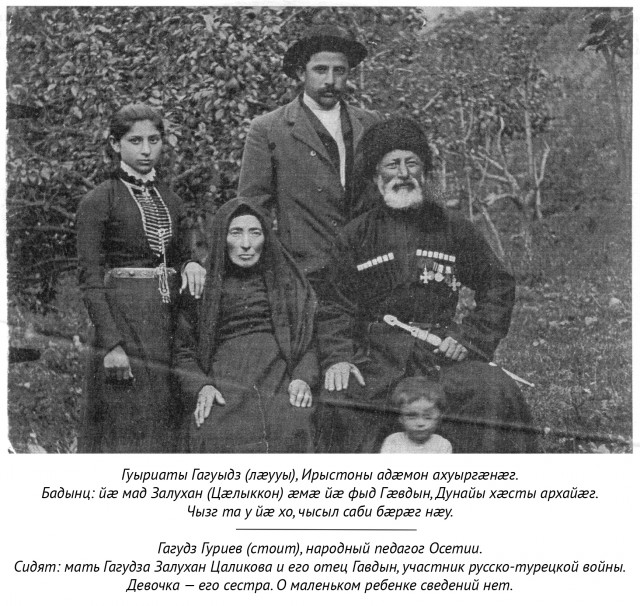 Гуыриаты Гагуыдз (лæууы), Ирыстоны адæмон ахуыргæнæг.
Бадынц: йæ мад Залухан (Цæлыккон) æмæ йæ фыд Гæвдын, Дунайы хæсты архайæг.
Чызг та у йæ хо, чысыл саби бæрæг нæу.
Гагудз Гуриев (стоит), народный педагог Осетии.
Сидят: мать Гагудза Залухан Цаликова и его отец Гавдын, участник русско-турецкой войны.
Девочка — его сестра. О маленьком ребенке сведений нет.